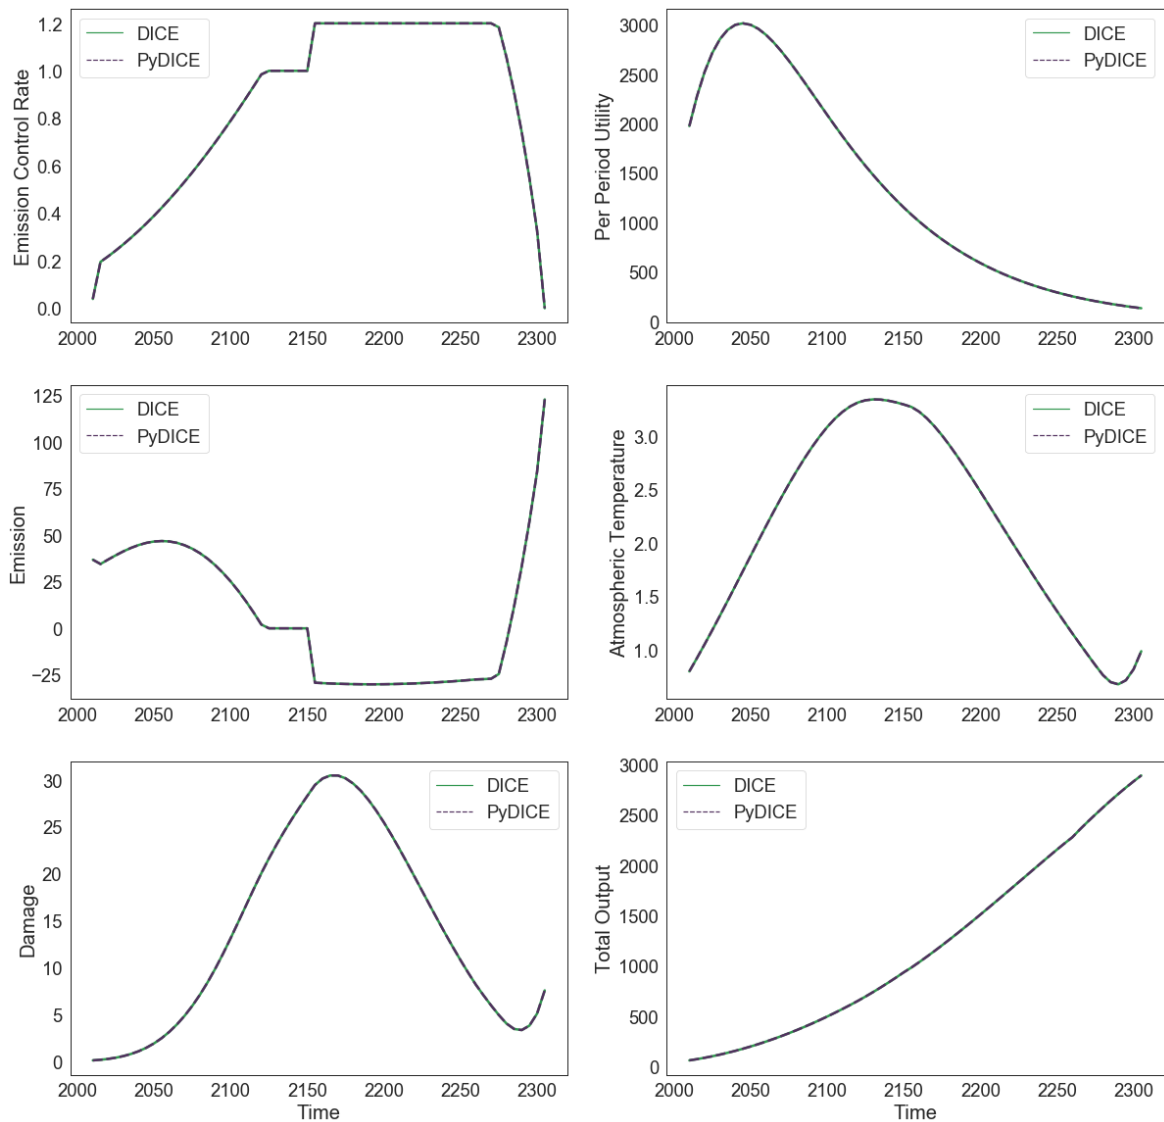 Emission Control Rate
1.2
1.0
0.8
0.6
0.4
0.2
0.0
DICE
PyDICE
2000 2050 2100 2150 2200 2250 2300
Per Period Utility
3000
2500
2000
1500
1000
500
0
DICE
PyDICE
2000 2050 2100 2150 2200 2250 2300
Emission
125
100
75
50
25
0
−25
DICE
PyDICE
2000 2050 2100 2150 2200 2250 2300
Atmospheric Temperature
3.0
2.5
2.0
1.5
1.0
DICE
PyDICE
2000 2050 2100 2150 2200 2250 2300
Damage
30
25
20
15
10
5
0
DICE
PyDICE
2000 2050 2100 2150 2200 2250 2300
Time
Total Output
3000
2500
2000
1500
1000
500
0
DICE
PyDICE
2000 2050 2100 2150 2200 2250 2300
Time